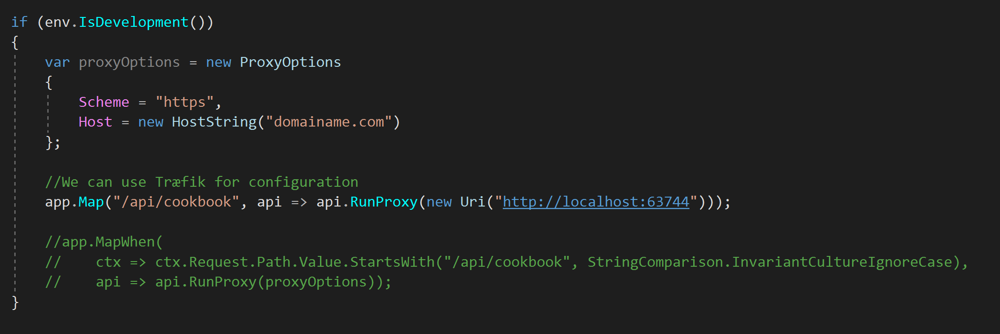 if (env.IsDevelopment())
{
    var proxyOptions = new ProxyOptions
    {
        Scheme = "https",
        Host = new HostString("domainame.com")
    };

    //We can use Træfik for configuration
    app.Map("/api/cookbook", api => api.RunProxy(new Uri("http://localhost:63744")));

    //app.MapWhen(
    //    ctx => ctx.Request.Path.Value.StartsWith("/api/cookbook", StringComparison.InvariantCultureIgnoreCase),
    //    api => api.RunProxy(proxyOptions));
}